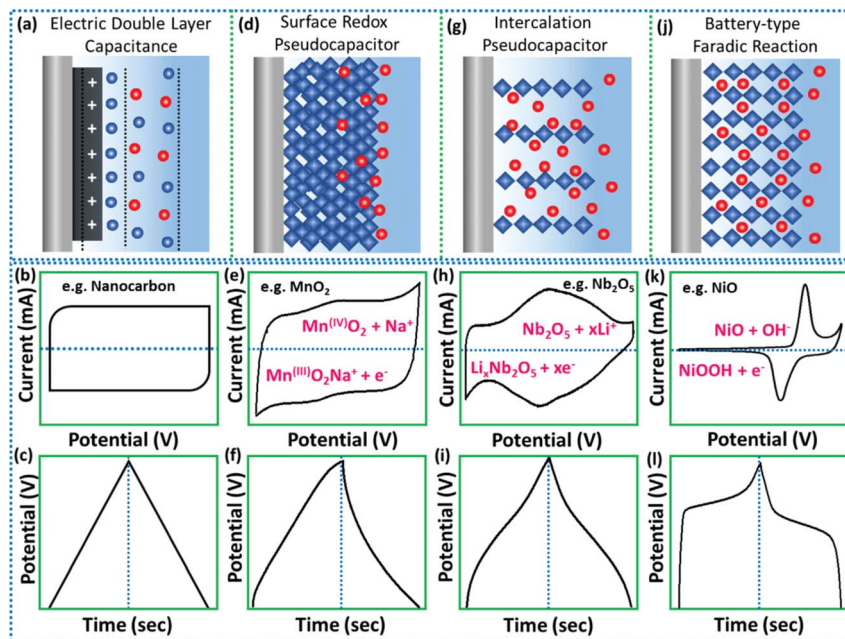 (a) Electric Double Layer
Capacitance
(d) Surface Redox
Pseudocapacitor
(g) Intercalation
Pseudocapacitor
(j) Battery-type
Faradic Reaction
+
+
+
+
+
+
+
(b) e.g. Nanocarbon
Current (mA)
Potential (V)
(e) e.g. MnO₂
Mn⁽ᴵⱽ⁾O₂ + Na⁺
Mn⁽ᴵᴵᴵ⁾O₂Na⁺ + e⁻
Current (mA)
Potential (V)
(h) e.g. Nb₂O₅
Nb₂O₅ + xLi⁺
LiₓNb₂O₅ + xe⁻
Current (mA)
Potential (V)
(k) e.g. NiO
NiO + OH⁻
NiOOH + e⁻
Current (mA)
Potential (V)
(c)
Potential (V)
Time (sec)
(f)
Potential (V)
Time (sec)
(i)
Potential (V)
Time (sec)
(l)
Potential (V)
Time (sec)